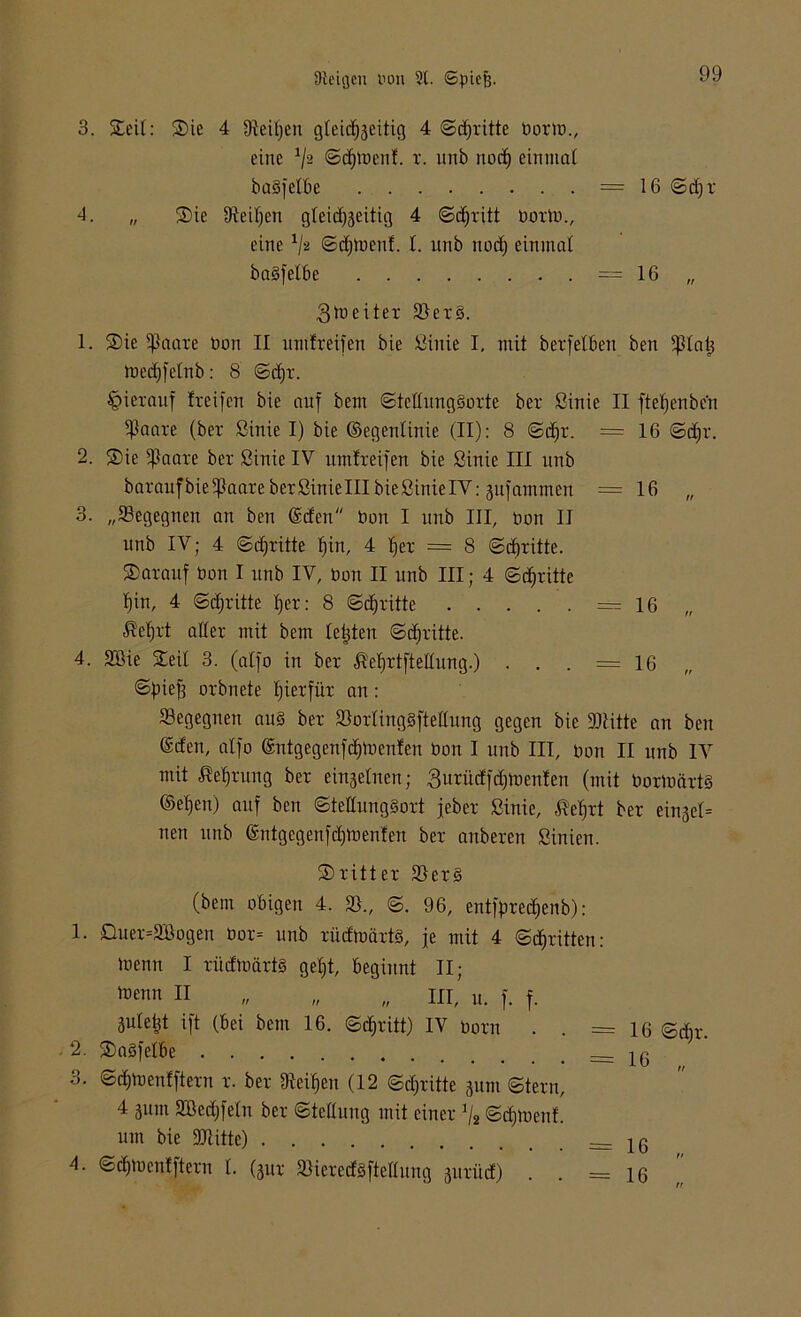 Reigen von A. Spieß.
99
3. Teil: Die 4 Reihen gleichzeitig 4 Schritte vorw.,
eine 1/2 Schwenk. r. und noch einmal
dasselbe . . . . . . . . = 16 Schr
4. „ Die Reihen gleichzeitig 4 Schritt vorw.,
eine 1/2 Schwenk. l. und noch einmal
dasselbe . . . . . . . . = 16 „
Zweiter Vers.
1. Die Paare von II umkreisen die Linie I, mit derselben den Platz
wechselnd: 8 Schr.
Hierauf kreisen die auf dem Stellungsorte der Linie II stehenden
Paare (der Linie I) die Gegenlinie (II): 8 Schr. = 16 Schr.
2. Die Paare der Linie IV umkreisen die Linie III und
darauf die Paare der Linie III die Linie IV: zusammen = 16 „
3. „Begegnen an den Ecken" von I und III, von II
und IV; 4 Schritte hin, 4 her = 8 Schritte.
Darauf von I und IV, von II und III; 4 Schritte
hin, 4 Schritte her: 8 Schritte . . . . . = 16 „
Kehrt aller mit dem letzten Schritte.
4. Wie Teil 3. (also in der Kehrtstellung.) . . . = 16 „
Spieß ordnete hierfür an:
Begegnen aus der Vorlingsstellung gegen die Mitte an den
Ecken, also Entgegenschwenken von I und III, von II und IV
mit Kehrung der einzelnen; Zurückschwenken (mit Vorwärts
Gehen) auf den Stellungsort jeder Linie, Kehrt der einzel=
nen und Entgegenschwenken der anderen Linien.
Dritter Vers
(dem obigen 4. V., S. 96, entsprechend):
1. Quer=Wogen vor= und rückwärts, je mit 4 Schritten:
wenn I rückwärts geht, beginnt II;
wenn II „ „ „ III, u. s. f.
zuletzt ist (bei dem 16. Schritt) IV vorn . . = 16 Schr.
2. Dasselbe . . . . . . . . . . . . . = 16 „
3. Schwenkstern r. der Reihen (12 Schritte zum Stern,
4 zum Wechseln der Stellung mit einer 1/2 Schwenk.
um die Mitte) . . . . . . . . . . . = 16 „
4. Schwenkstern l. (zur Vierecksstellung zurück) . . = 16 „